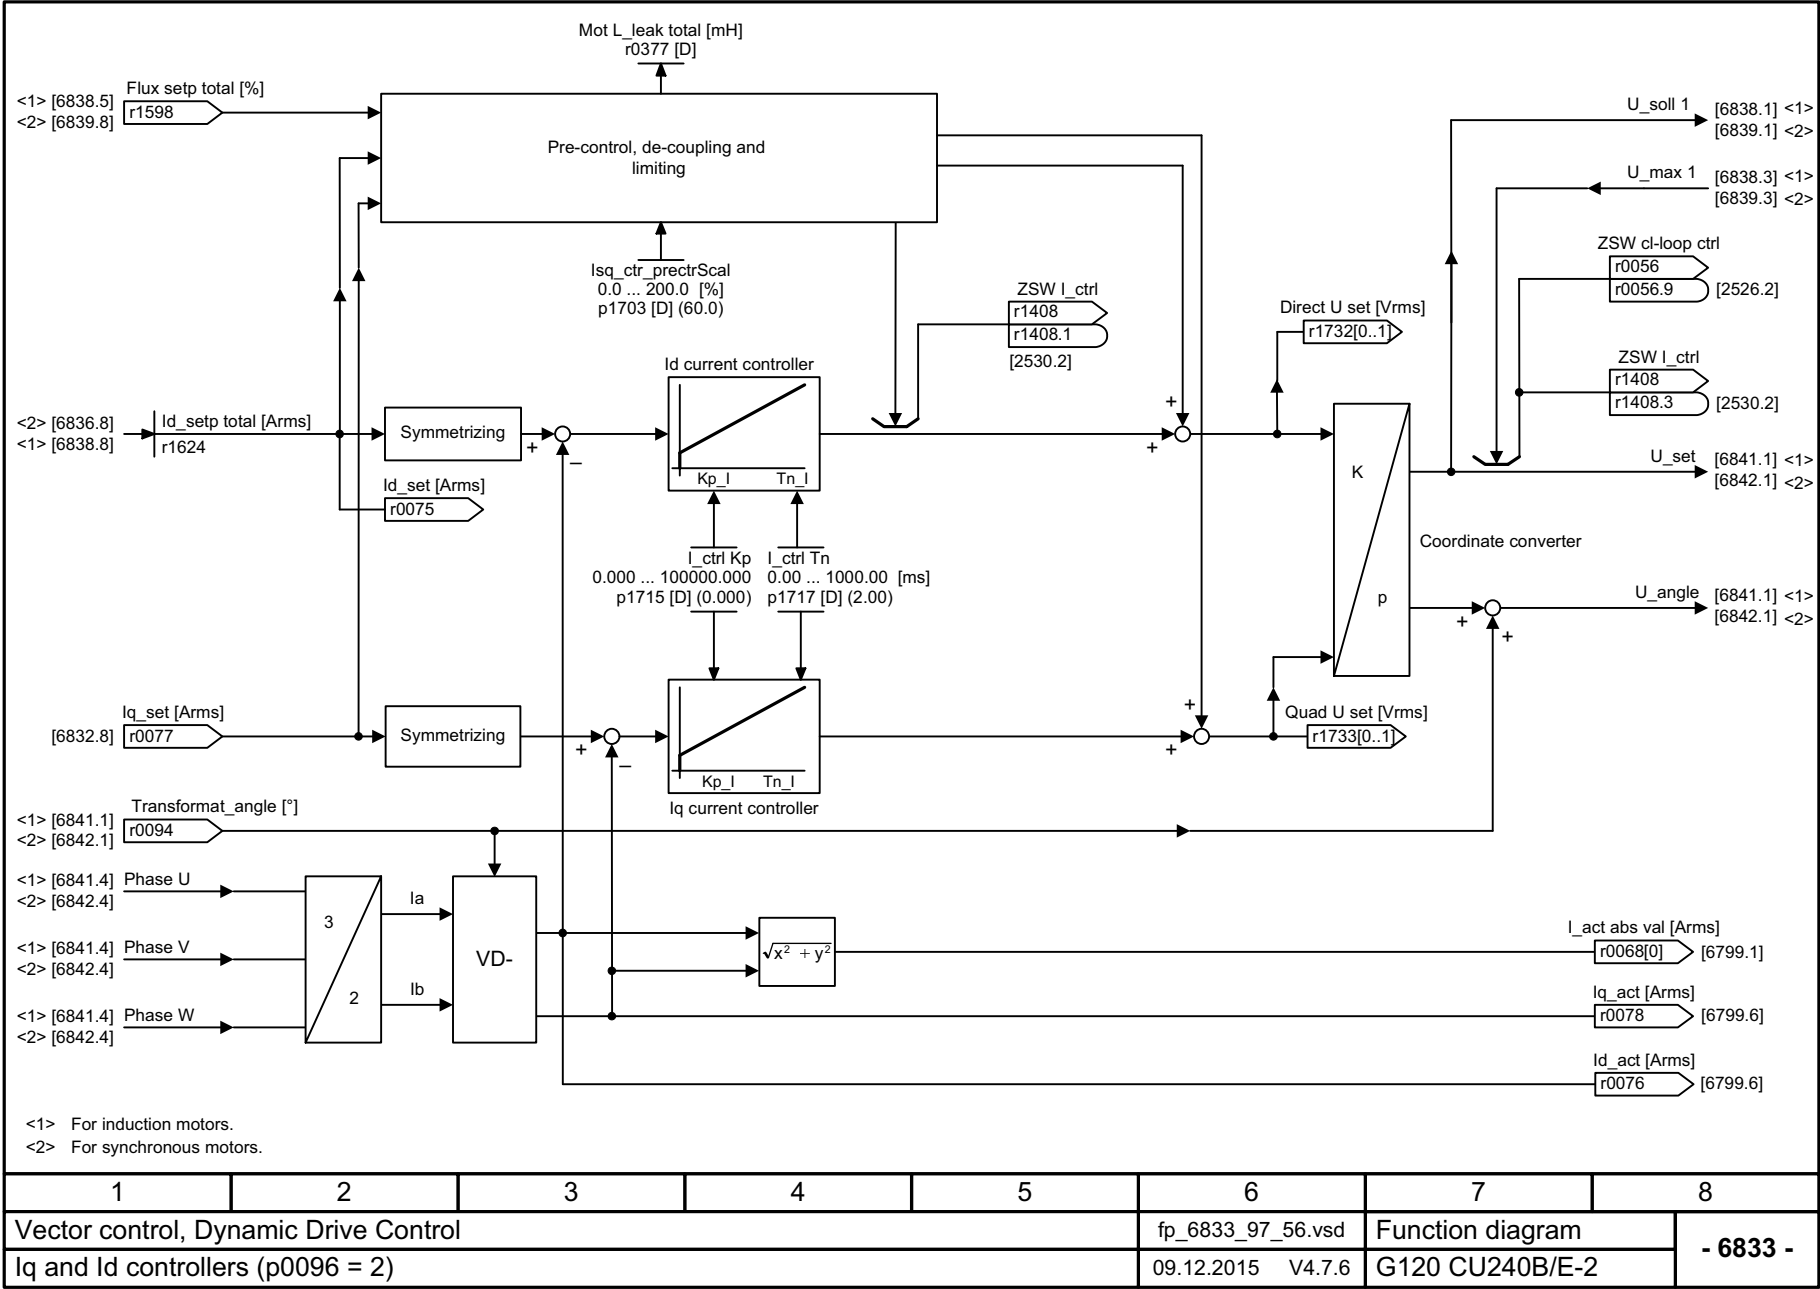 Mot L_leak total [mH]
r0377 [D]
Flux setp total [%]
<1> [6838.5]
<2> [6839.8]
r1598
Pre-control, de-coupling and
limiting
U_soll 1
[6838.1] <1>
[6839.1] <2>
U_max 1
[6838.3] <1>
[6839.3] <2>
Isq_ctr_prectrScal
0.0 ... 200.0 [%]
p1703 [D] (60.0)
ZSW I_ctrl
r1408
r1408.1
[2530.2]
ZSW cl-loop ctrl
r0056
r0056.9
[2526.2]
Direct U set [Vrms]
r1732[0..1]
ZSW I_ctrl
r1408
r1408.3
[2530.2]
Id current controller
Kp_I Tn_I
<2> [6836.8]
<1> [6838.8]
Id_setp total [Arms]
r1624
Symmetrizing
+
–
+
+
Id_set [Arms]
r0075
K
p
Coordinate converter
U_set
[6841.1] <1>
[6842.1] <2>
I_ctrl Kp
0.000 ... 100000.000
p1715 [D] (0.000)
I_ctrl Tn
0.00 ... 1000.00 [ms]
p1717 [D] (2.00)
U_angle
[6841.1] <1>
[6842.1] <2>
+
+
Iq_set [Arms]
[6832.8]
r0077
Symmetrizing
+
–
Kp_I Tn_I
Iq current controller
+
+
Quad U set [Vrms]
r1733[0..1]
Transformat_angle [°]
<1> [6841.1]
<2> [6842.1]
r0094
<1> [6841.4]
<2> [6842.4]
Phase U
<1> [6841.4]
<2> [6842.4]
Phase V
<1> [6841.4]
<2> [6842.4]
Phase W
3
2
Ia
Ib
VD-
√x² + y²
I_act abs val [Arms]
r0068[0]
[6799.1]
Iq_act [Arms]
r0078
[6799.6]
Id_act [Arms]
r0076
[6799.6]
<1> For induction motors.
<2> For synchronous motors.
1 2 3 4 5 6 7 8
Vector control, Dynamic Drive Control
fp_6833_97_56.vsd
Function diagram
- 6833 -
Iq and Id controllers (p0096 = 2)
09.12.2015 V4.7.6
G120 CU240B/E-2